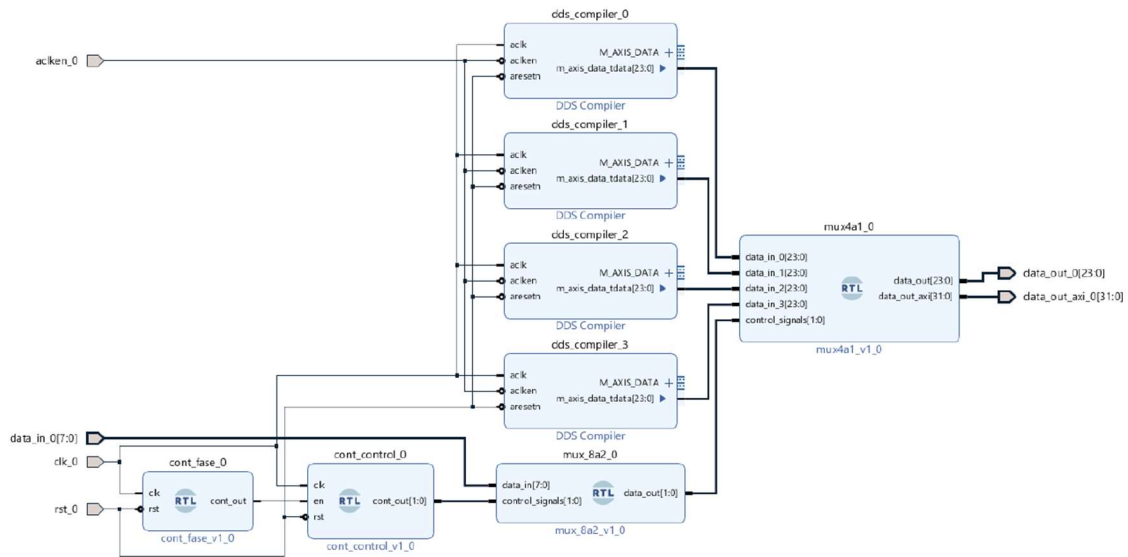 dds_compiler_0
aclk
aclken
aresetn
M_AXIS_DATA
m_axis_data_tdata[23:0]
DDS Compiler
aclken_0
dds_compiler_1
aclk
aclken
aresetn
M_AXIS_DATA
m_axis_data_tdata[23:0]
DDS Compiler
dds_compiler_2
aclk
aclken
aresetn
M_AXIS_DATA
m_axis_data_tdata[23:0]
DDS Compiler
mux4a1_0
data_in_0[23:0]
data_in_1[23:0]
data_in_2[23:0]
data_in_3[23:0]
control_signals[1:0]
RTL
data_out[23:0]
data_out_axi[31:0]
mux4a1_v1_0
data_out_0[23:0]
data_out_axi_0[31:0]
dds_compiler_3
aclk
aclken
aresetn
M_AXIS_DATA
m_axis_data_tdata[23:0]
DDS Compiler
data_in_0[7:0]
clk_0
rst_0
cont_fase_0
clk
rst
RTL
cont_out
cont_fase_v1_0
cont_control_0
clk
en
rst
RTL
cont_out[1:0]
cont_control_v1_0
mux_8a2_0
data_in[7:0]
control_signals[1:0]
RTL
data_out[1:0]
mux_8a2_v1_0